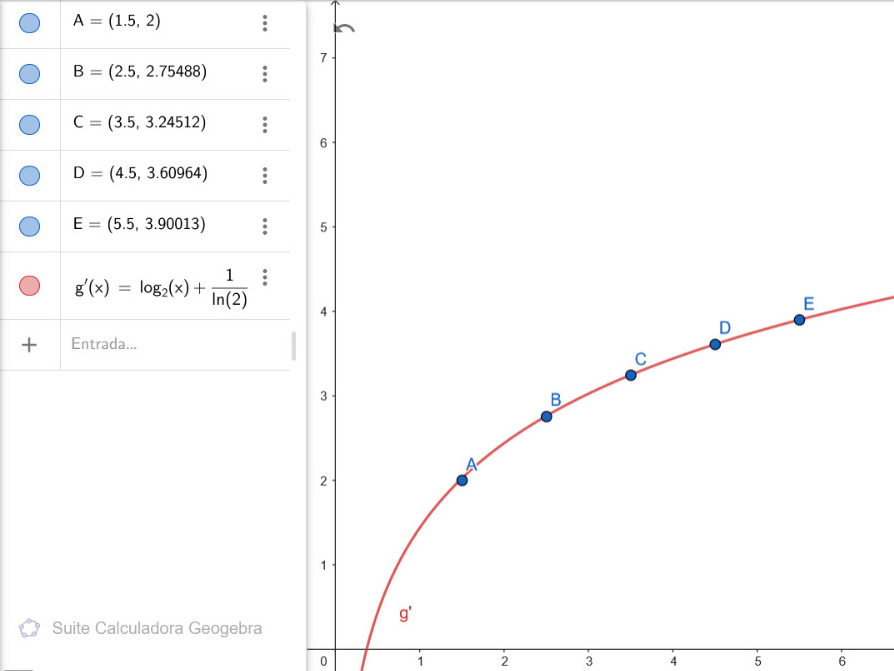 A = (1.5, 2)
B = (2.5, 2.75488)
C = (3.5, 3.24512)
D = (4.5, 3.60964)
E = (5.5, 3.90013)
g′(x) = log₂(x) + 1/ln(2)
+ Entrada...
Suite Calculadora Geogebra
7
6
5
4
3
2
1
0 1 2 3 4 5 6
A
B
C
D
E
g'